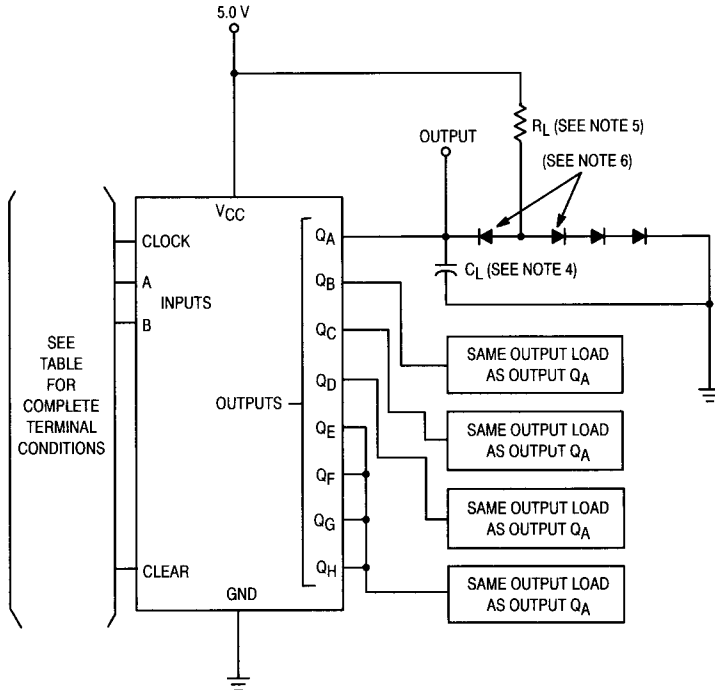 5.0 V
RL (SEE NOTE 5)
OUTPUT
(SEE NOTE 6)
VCC
CLOCK
A
INPUTS
B
QA
CL (SEE NOTE 4)
QB
QC
QD
OUTPUTS
QE
QF
QG
QH
CLEAR
GND
SEE
TABLE
FOR
COMPLETE
TERMINAL
CONDITIONS
SAME OUTPUT LOAD
AS OUTPUT QA
SAME OUTPUT LOAD
AS OUTPUT QA
SAME OUTPUT LOAD
AS OUTPUT QA
SAME OUTPUT LOAD
AS OUTPUT QA